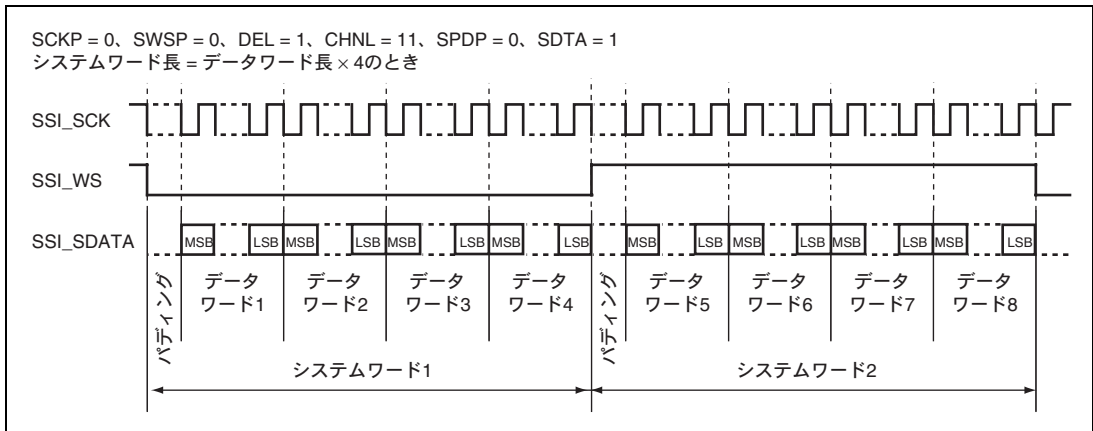 SCKP = 0、SWSP = 0、DEL = 1、CHNL = 11、SPDP = 0、SDTA = 1
システムワード長 = データワード長 × 4のとき
SSI_SCK
SSI_WS
SSI_SDATA
MSB LSB MSB LSB MSB LSB MSB LSB MSB LSB MSB LSB MSB LSB MSB LSB
パディング
データ
ワード1
データ
ワード2
データ
ワード3
データ
ワード4
パディング
データ
ワード5
データ
ワード6
データ
ワード7
データ
ワード8
システムワード1
システムワード2